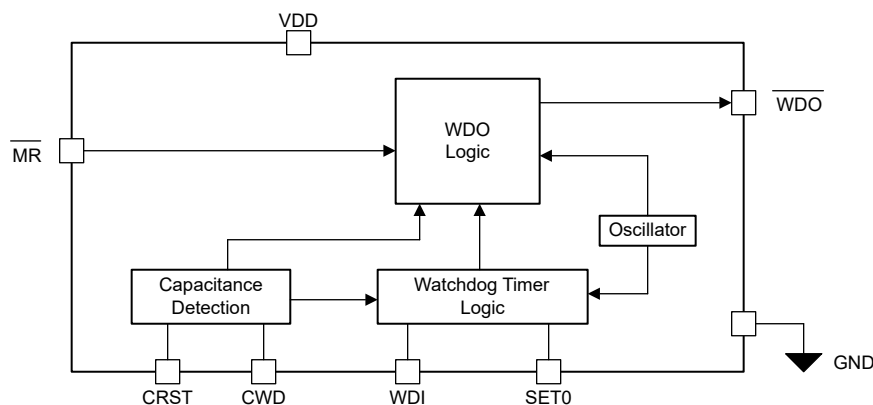 VDD
WDO
WDO
Logic
MR
Oscillator
Capacitance
Detection
Watchdog Timer
Logic
GND
CRST
CWD
WDI
SET0